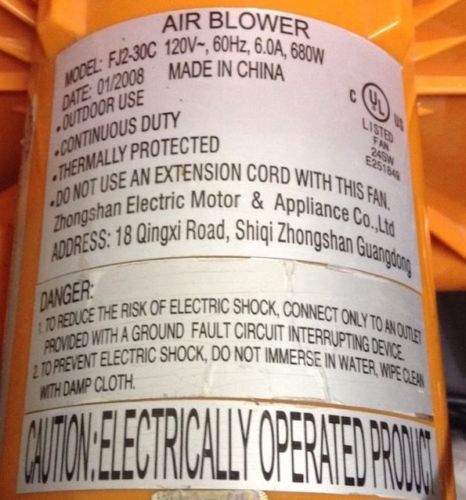 AIR BLOWER
MODEL: FJ2-30C 120V~, 60Hz, 6.0A, 680W
DATE: 01/2008 MADE IN CHINA
•OUTDOOR USE
•CONTINUOUS DUTY
•THERMALLY PROTECTED
•DO NOT USE AN EXTENSION CORD WITH THIS FAN.
C UL US
LISTED
FAN
24SW
E251849
Zhongshan Electric Motor & Appliance Co.,Ltd
ADDRESS: 18 Qingxi Road, Shiqi Zhongshan Guangdong
DANGER:
1. TO REDUCE THE RISK OF ELECTRIC SHOCK, CONNECT ONLY TO AN OUTLET
PROVIDED WITH A GROUND FAULT CIRCUIT INTERRUPTING DEVICE.
2. TO PREVENT ELECTRIC SHOCK, DO NOT IMMERSE IN WATER, WIPE CLEAN
WITH DAMP CLOTH.
CAUTION: ELECTRICALLY OPERATED PRODUCT